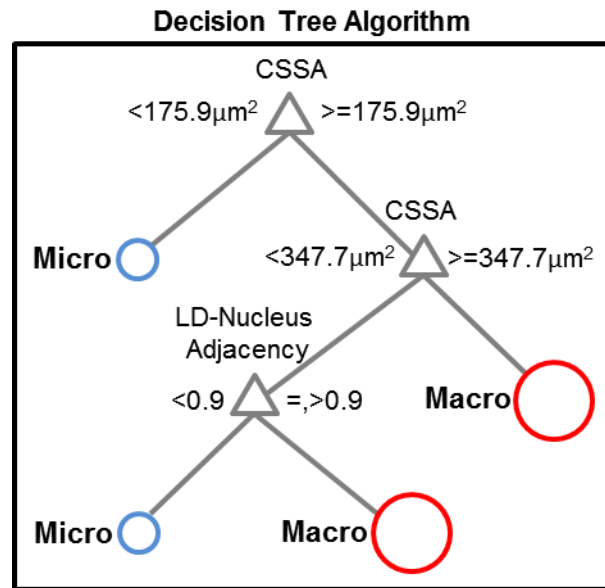 Decision Tree Algorithm
CSSA
<175.9μm² >=175.9μm²
CSSA
Micro
<347.7μm² >=347.7μm²
LD-Nucleus
Adjacency
<0.9 =,>0.9
Macro
Micro
Macro